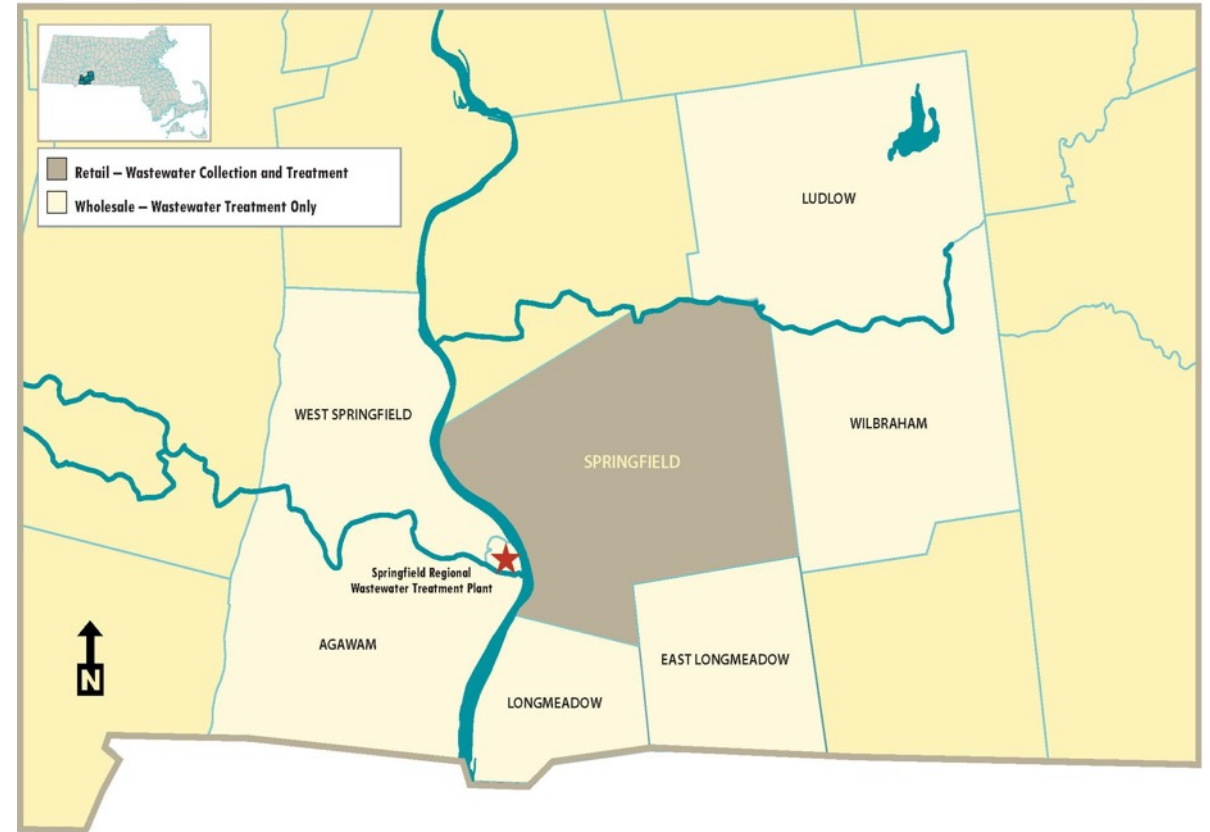 Retail – Wastewater Collection and Treatment
Wholesale – Wastewater Treatment Only
LUDLOW
WEST SPRINGFIELD
WILBRAHAM
SPRINGFIELD
Springfield Regional
Wastewater Treatment Plant
AGAWAM
EAST LONGMEADOW
LONGMEADOW
N